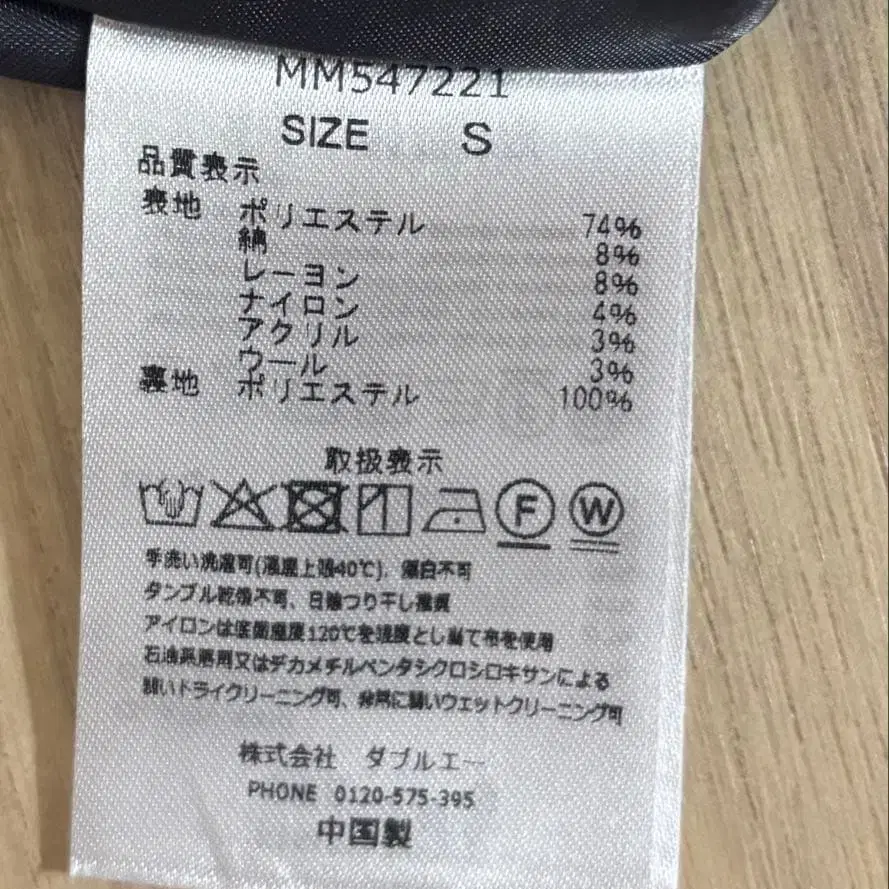 MM547221
SIZE S
品質表示
表地 ポリエステル 74%
綿 8%
レーヨン 8%
ナイロン 4%
アクリル 3%
ウール 3%
裏地 ポリエステル 100%
取扱表示
F W
手洗い洗濯可(温度上限40℃)、漂白不可
タンブル乾燥不可、日陰つり干し推奨
アイロンは底面温度120℃を限度とし当て布を使用
石油系溶剤又はデカメチルペンタシクロシロキサンによる
弱いドライクリーニング可、非常に弱いウェットクリーニング可
株式会社 ダブルエー
PHONE 0120-575-395
中国製